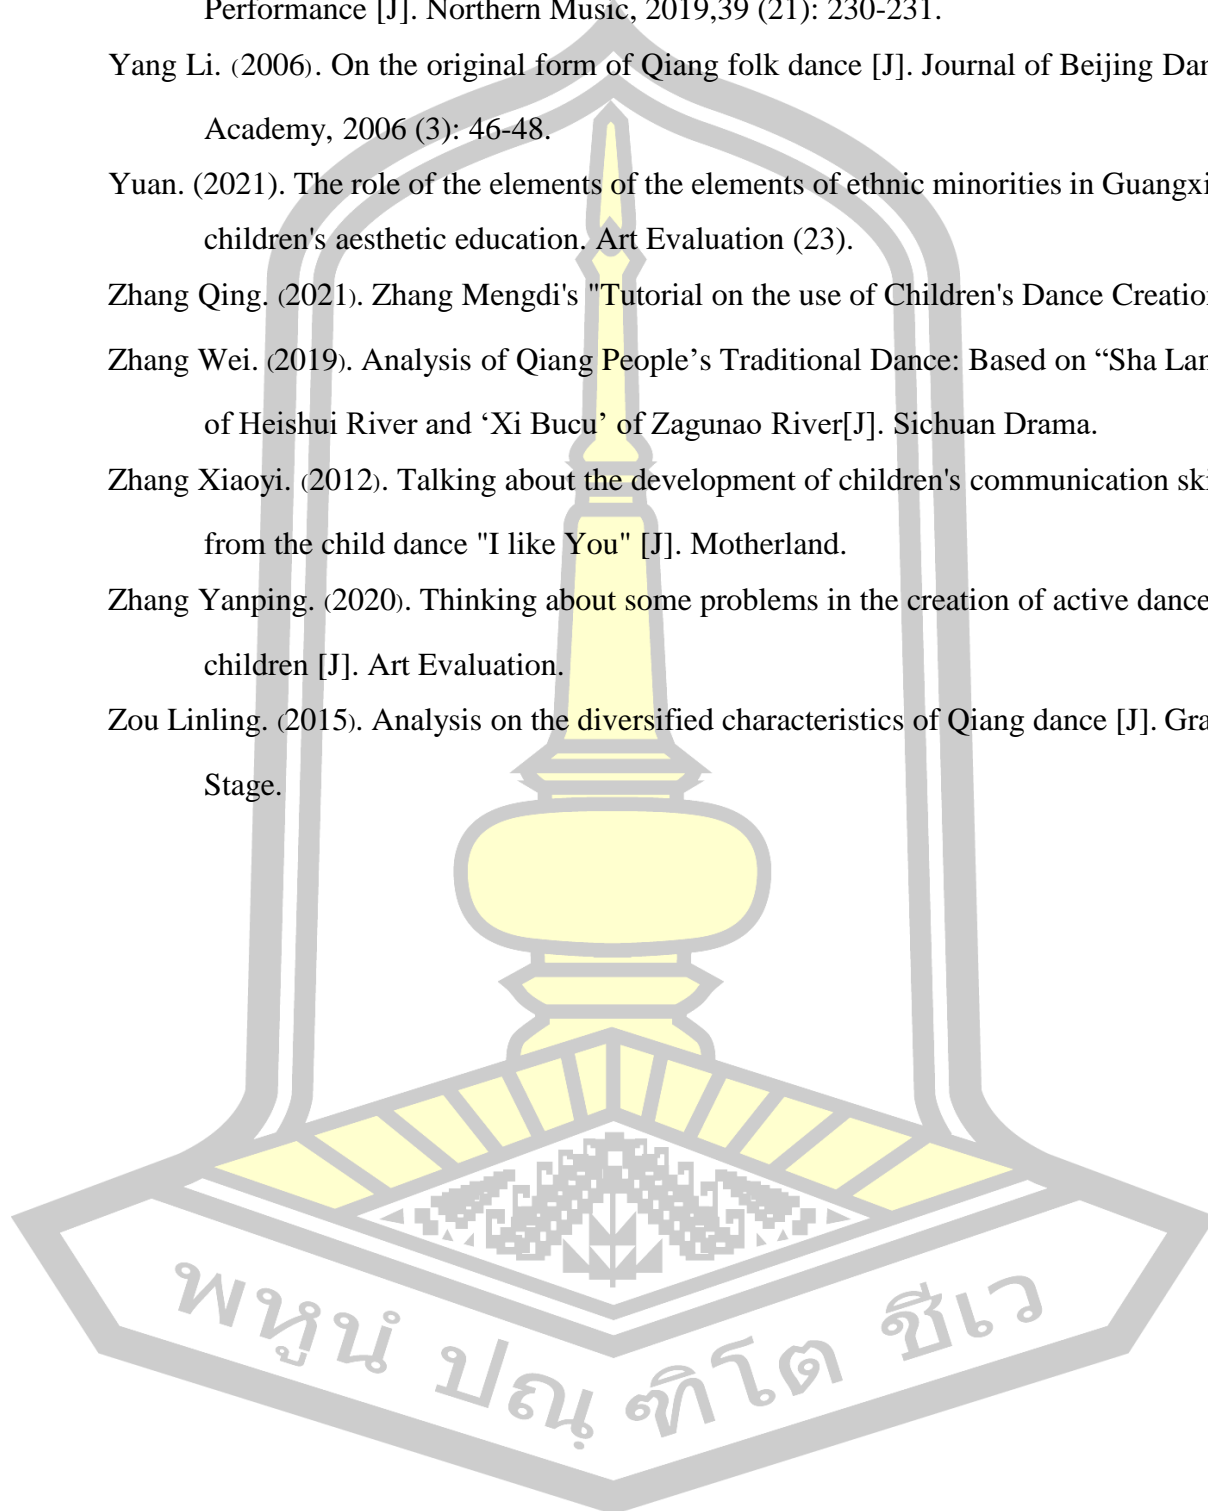 Performance [J]. Northern Music, 2019,39 (21): 230-231.
Yang Li. (2006). On the original form of Qiang folk dance [J]. Journal of Beijing
Academy, 2006 (3): 46-48.
Yuan. (2021). The role of the elements of the elements of ethnic minorities in Guangxi
children's aesthetic education. Art Evaluation (23).
Zhang Qing. (2021). Zhang Mengdi's "Tutorial on the use of Children's Dance Creation
Zhang Wei. (2019). Analysis of Qiang People’s Traditional Dance: Based on “Sha
of Heishui River and ‘Xi Bucu’ of Zagunao River[J]. Sichuan Drama.
Zhang Xiaoyi. (2012). Talking about the development of children's communication
from the child dance "I like You" [J]. Motherland.
Zhang Yanping. (2020). Thinking about some problems in the creation of active dance
children [J]. Art Evaluation.
Zou Linling. (2015). Analysis on the diversified characteristics of Qiang dance [J].
Stage.
พหูนํ ปณฺฑิโต ชีเว